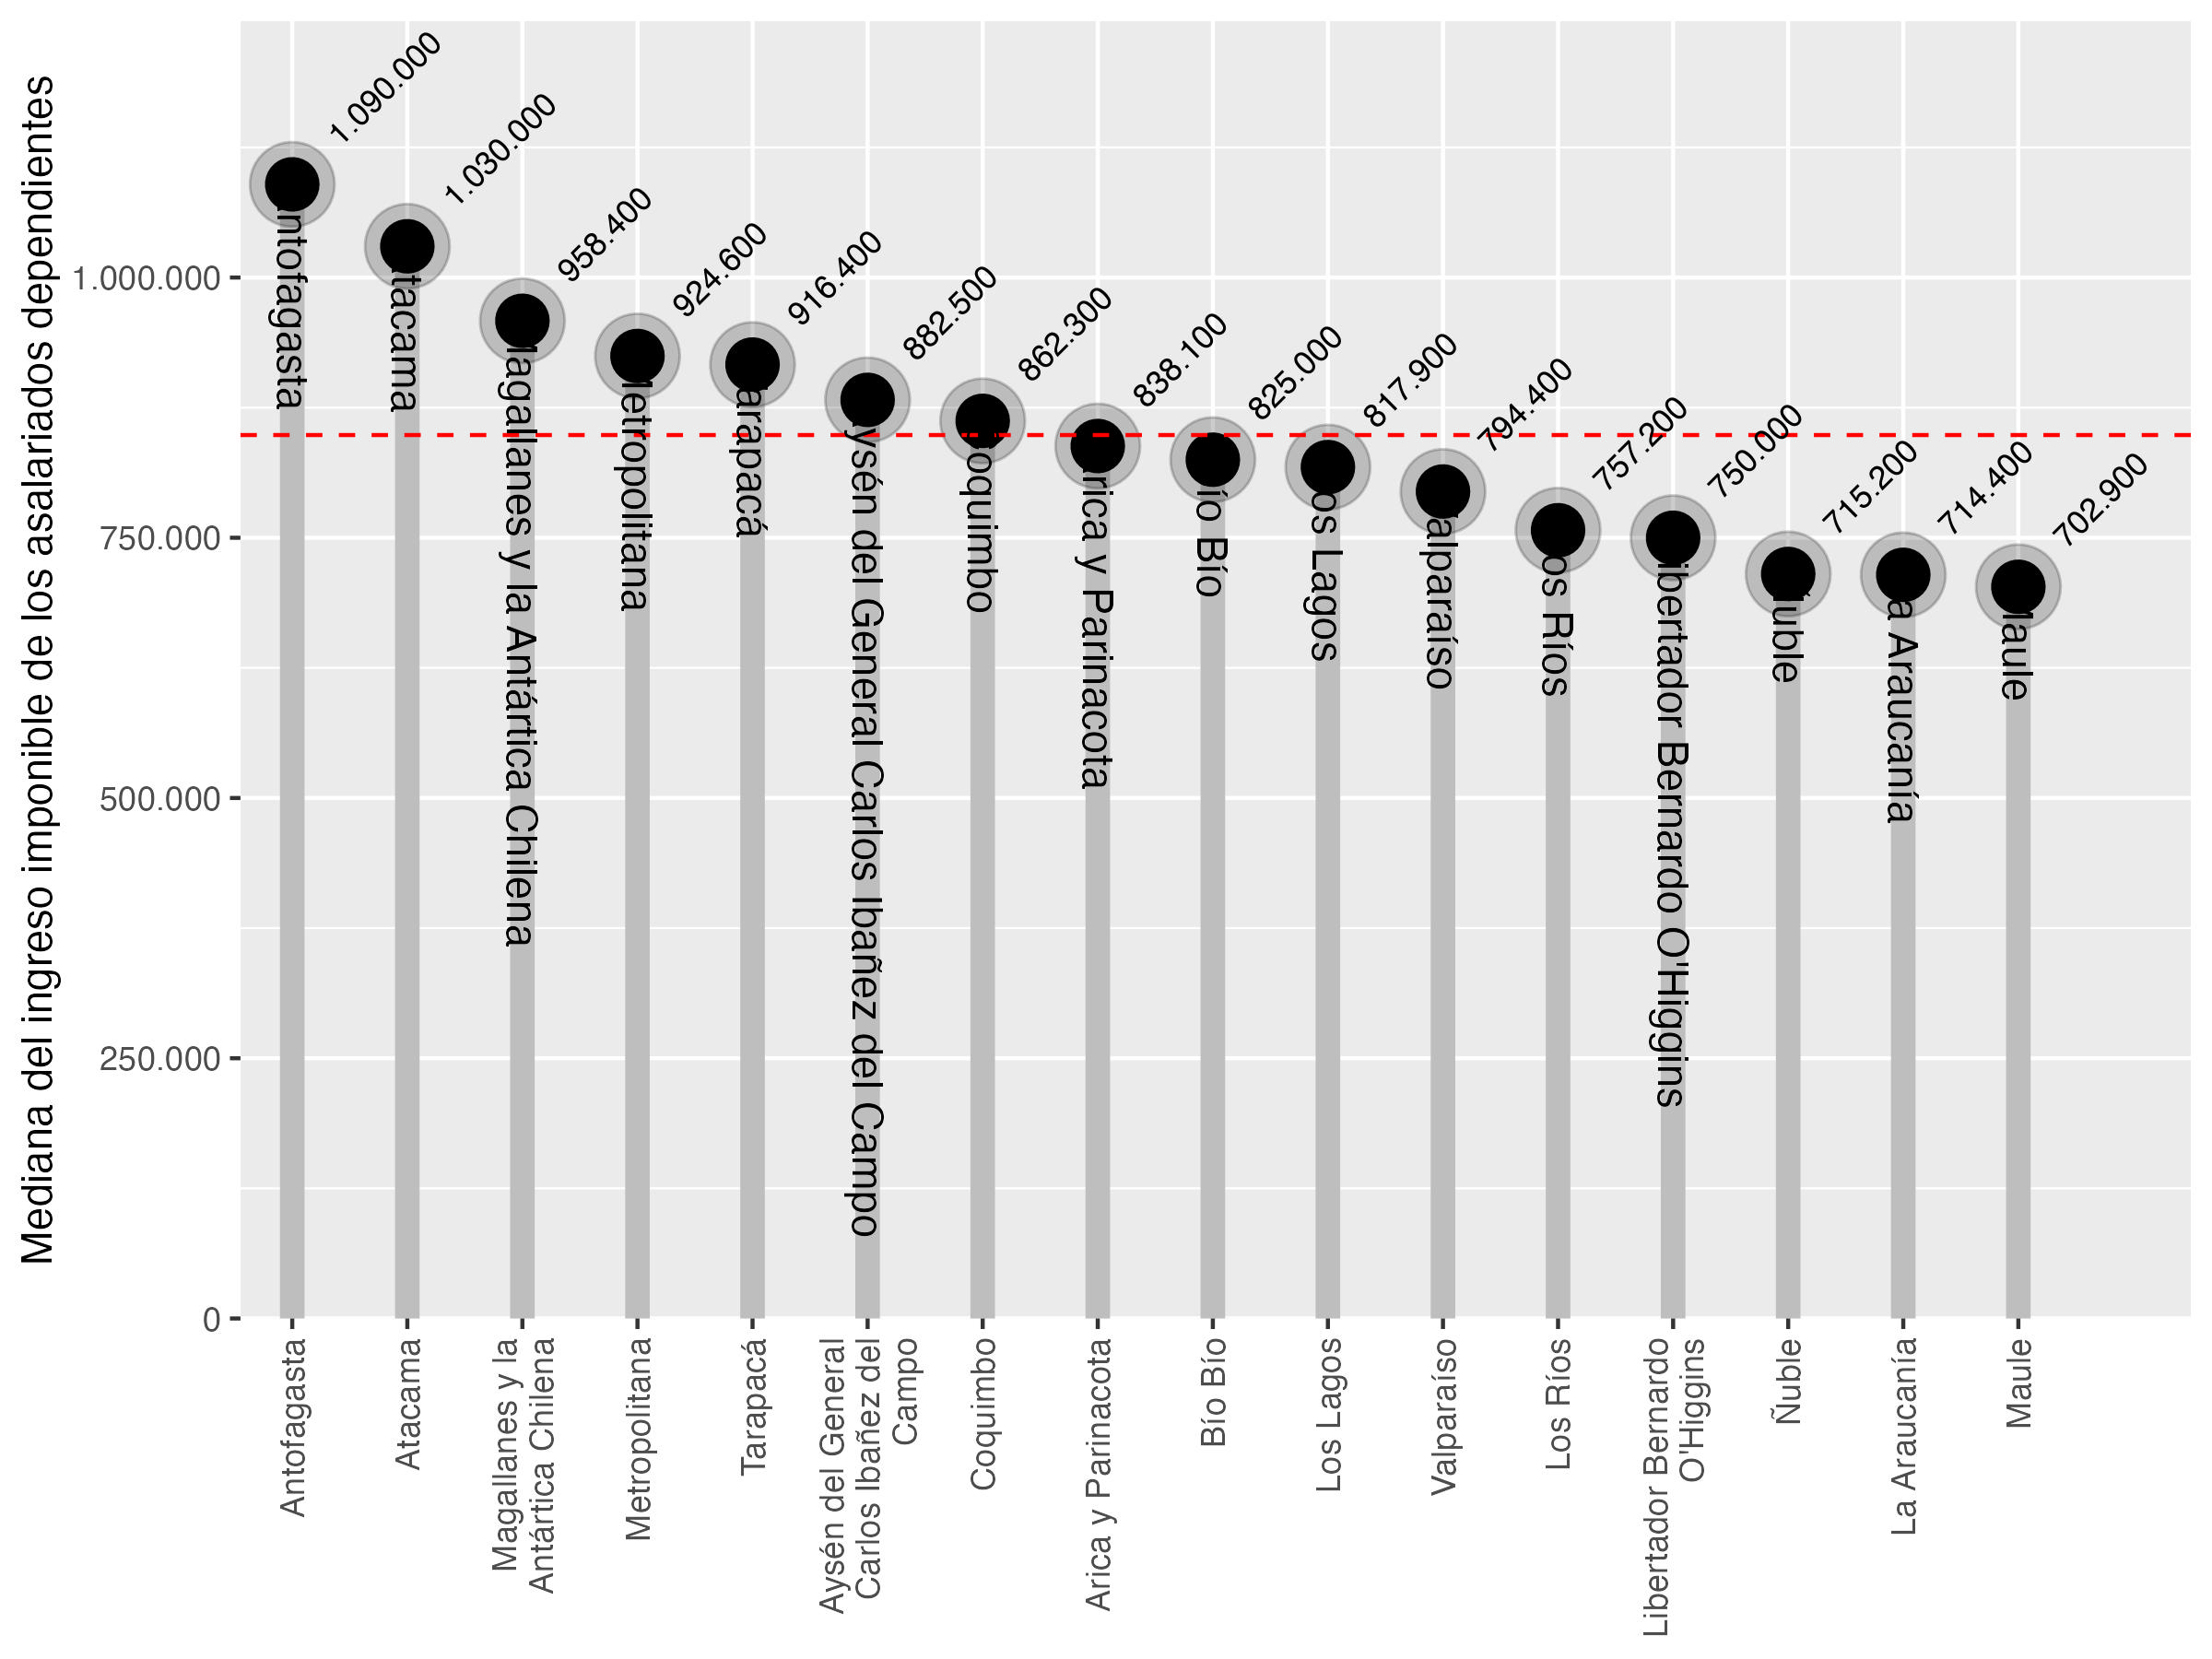 Mediana del ingreso imponible de los asalariados dependientes
1.000.000
750.000
500.000
250.000
0
1.090.000
1.030.000
958.400
924.600
916.400
882.500
862.300
838.100
825.000
817.900
794.400
757.200
750.000
715.200
714.400
702.900
ntofagasta
tacama
agallanes y la Antártica Chilena
etropolitana
arapacá
ysén del General Carlos Ibañez del Campo
oquimbo
rica y Parinacota
ío Bío
os Lagos
alparaíso
os Ríos
ibertador Bernardo O'Higgins
uble
a Araucanía
aule
Antofagasta
Atacama
Magallanes y la
Antártica Chilena
Metropolitana
Tarapacá
Aysén del General
Carlos Ibañez del
Campo
Coquimbo
Arica y Parinacota
Bío Bío
Los Lagos
Valparaíso
Los Ríos
Libertador Bernardo
O'Higgins
Ñuble
La Araucanía
Maule